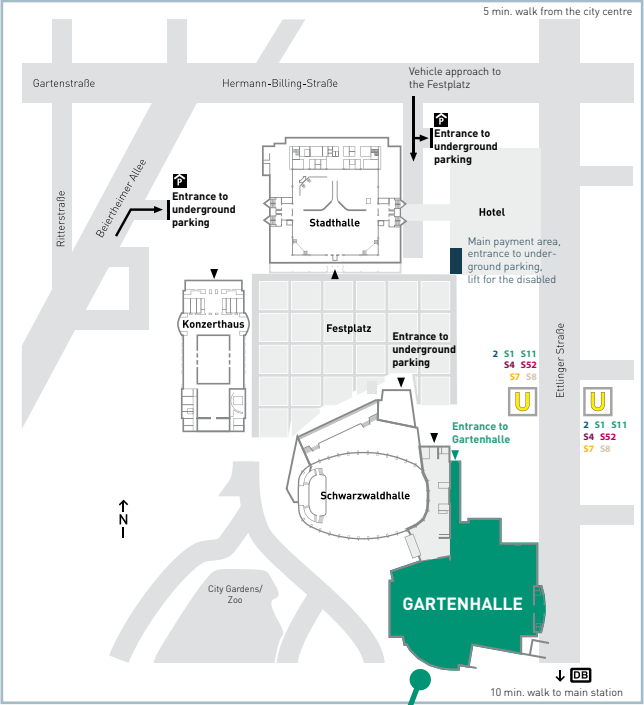 5 min. walk from the city centre
Gartenstraße
Hermann-Billing-Straße
Vehicle approach to
the Festplatz
P
Entrance to
underground
parking
P
Entrance to
underground
parking
Beiertheimer Allee
Ritterstraße
Stadthalle
Hotel
Main payment area,
entrance to under-
ground parking,
lift for the disabled
Konzerthaus
Festplatz
Entrance to
underground
parking
Ettlinger Straße
2 S1 S11
S4 S52
S7 S8
U
U
2 S1 S11
S4 S52
S7 S8
Entrance to
Gartenhalle
Schwarzwaldhalle
N
City Gardens/
Zoo
GARTENHALLE
DB
10 min. walk to main station